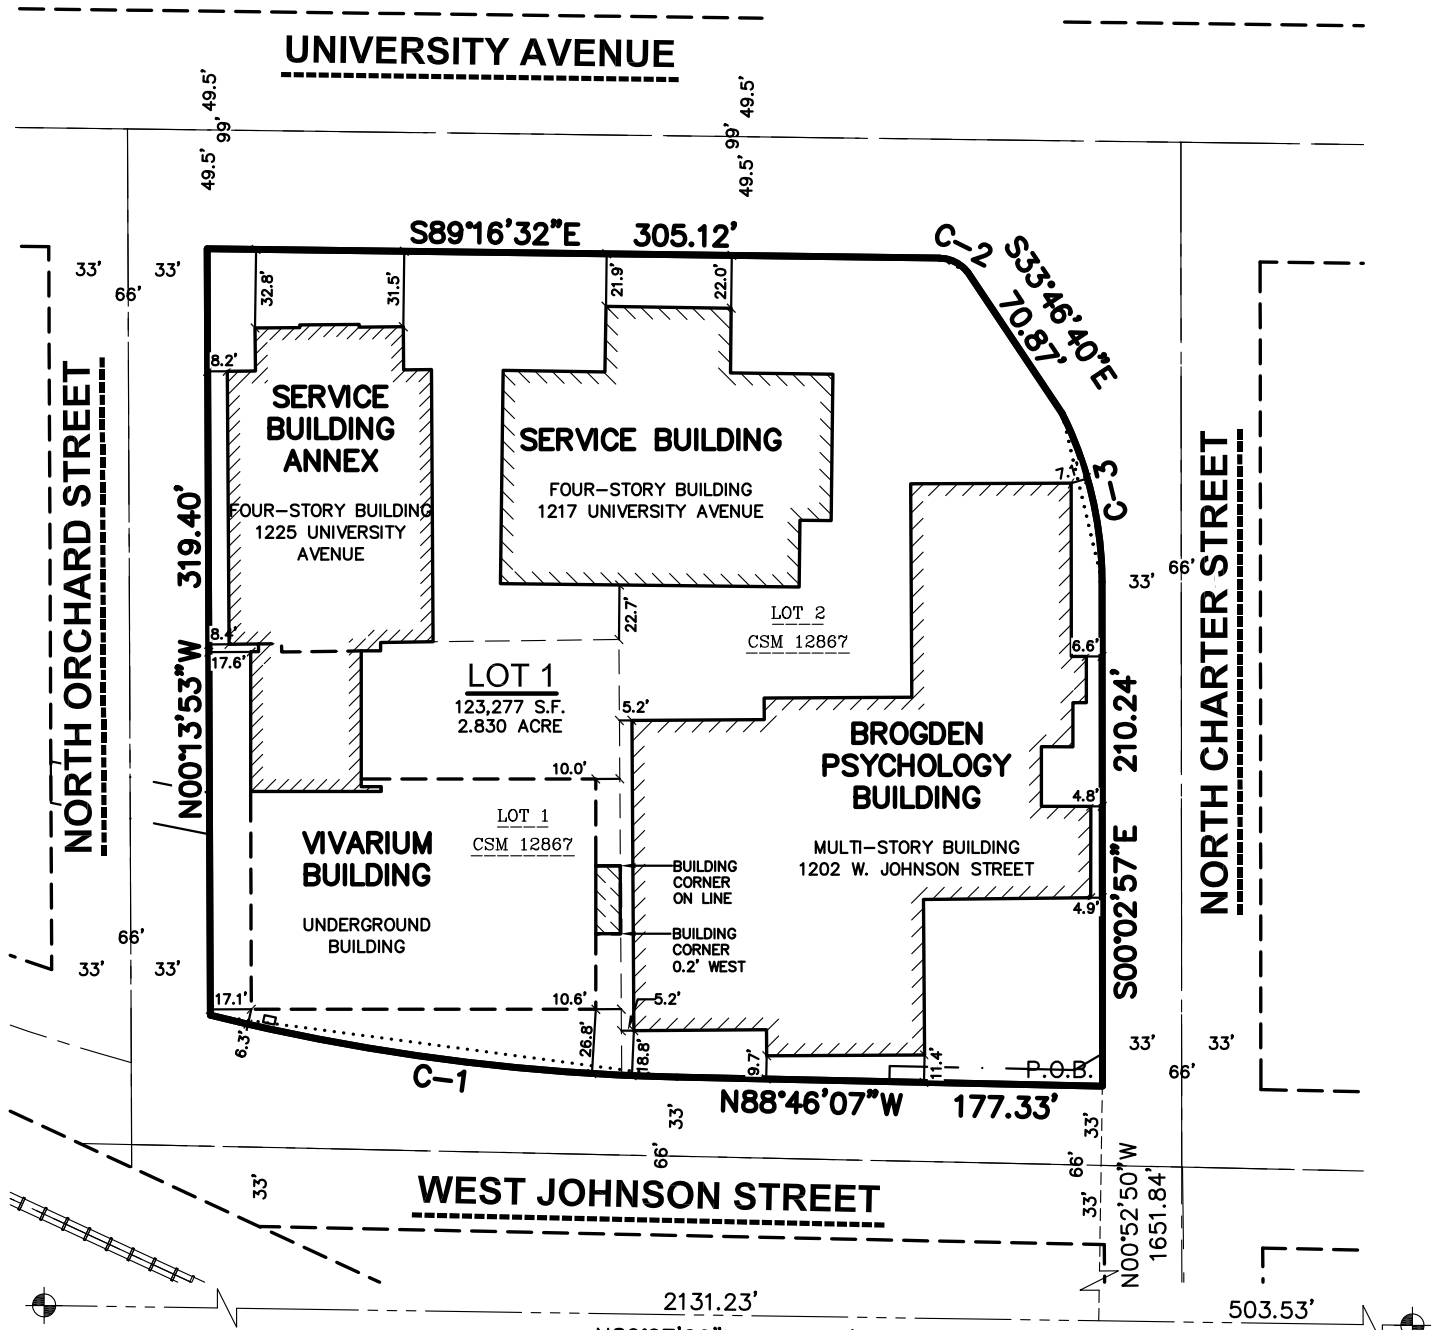 UNIVERSITY AVENUE
49.5'
99'
49.5'
49.5'
99'
49.5'
S89°16'32"E 305.12'
C-2
S33°46'40"E
70.87'
33'
33'
66'
32.8'
31.5'
21.9'
22.0'
8.2'
SERVICE
BUILDING
ANNEX
FOUR-STORY BUILDING
1225 UNIVERSITY
AVENUE
SERVICE BUILDING
FOUR-STORY BUILDING
1217 UNIVERSITY AVENUE
7.1'
C-3
NORTH ORCHARD STREET
319.40'
N00°13'53"W
NORTH CHARTER STREET
33'
66'
8.4'
17.6'
22.7'
LOT 2
CSM 12867
6.6'
LOT 1
123,277 S.F.
2.830 ACRE
5.2'
10.0'
210.24'
S00°02'57"E
BROGDEN
PSYCHOLOGY
BUILDING
MULTI-STORY BUILDING
1202 W. JOHNSON STREET
4.8'
4.9'
LOT 1
CSM 12867
VIVARIUM
BUILDING
UNDERGROUND
BUILDING
BUILDING
CORNER
ON LINE
BUILDING
CORNER
0.2' WEST
66'
33'
33'
17.1'
10.6'
5.2'
6.3'
26.8'
18.8'
9.7'
11.4'
P.O.B.
33'
33'
66'
C-1
N88°46'07"W 177.33'
33'
66'
33'
33'
66'
33'
WEST JOHNSON STREET
N00°52'50"W
1651.84'
2131.23'
503.53'